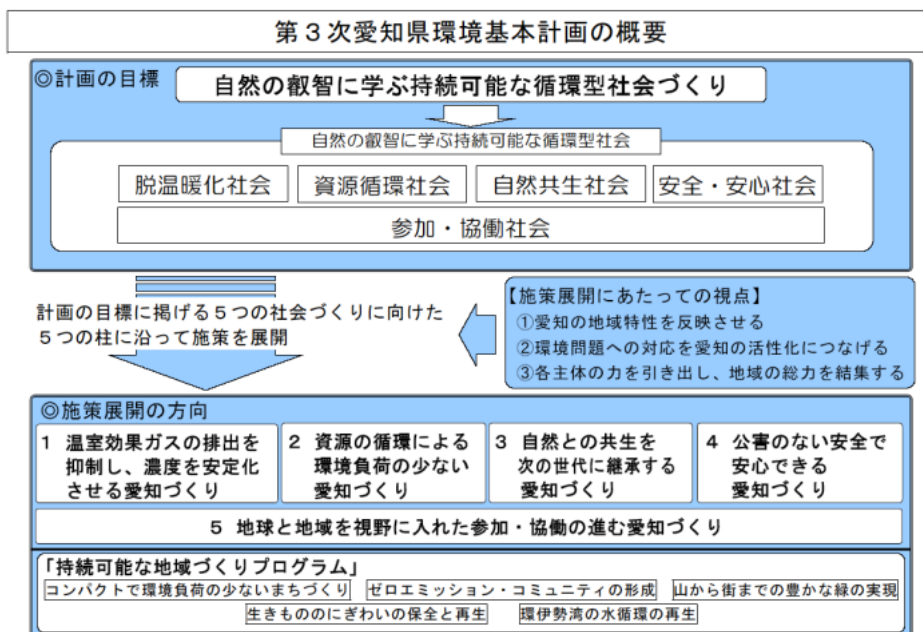 第3次愛知県環境基本計画の概要
◎計画の目標
自然の叡智に学ぶ持続可能な循環型社会づくり
自然の叡智に学ぶ持続可能な循環型社会
脱温暖化社会
資源循環社会
自然共生社会
安全・安心社会
参加・協働社会
計画の目標に掲げる5つの社会づくりに向けた
5つの柱に沿って施策を展開
【施策展開にあたっての視点】
①愛知の地域特性を反映させる
②環境問題への対応を愛知の活性化につなげる
③各主体の力を引き出し、地域の総力を結集する
◎施策展開の方向
1 温室効果ガスの排出を
抑制し、濃度を安定化
させる愛知づくり
2 資源の循環による
環境負荷の少ない
愛知づくり
3 自然との共生を
次の世代に継承する
愛知づくり
4 公害のない安全で
安心できる
愛知づくり
5 地球と地域を視野に入れた参加・協働の進む愛知づくり
「持続可能な地域づくりプログラム」
コンパクトで環境負荷の少ないまちづくり
ゼロエミッション・コミュニティの形成
山から街までの豊かな緑の実現
生きもののにぎわいの保全と再生
環伊勢湾の水循環の再生